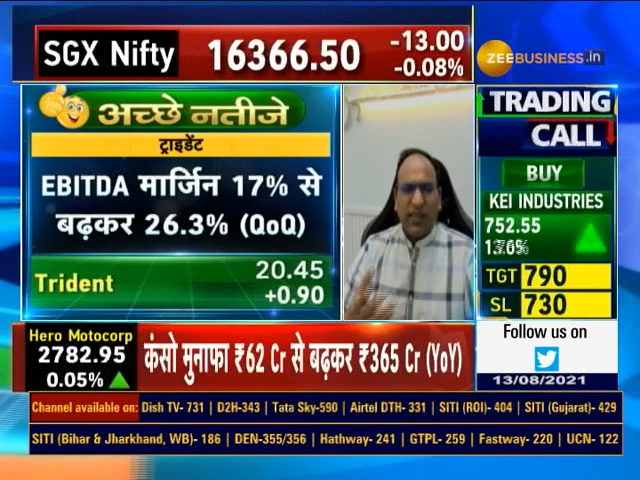 SGX Nifty 16366.50 -13.00
-0.08%
ZEEBUSINESS.in
अच्छे नतीजे
ट्राइडेंट
EBITDA मार्जिन 17% से
बढ़कर 26.3% (QoQ)
Trident 20.45
+0.90
TRADING
CALL
BUY
KEI INDUSTRIES
752.55
TGT 790
SL 730
Hero Motocorp
2782.95
0.05%
कंसो मुनाफा ₹62 Cr से बढ़कर ₹365 Cr (YoY)
Follow us on
13/08/2021
Channel available on: Dish TV- 731 | D2H-343 | Tata Sky-590 | Airtel DTH- 331 | SITI (ROI)- 404 | SITI (Gujarat)- 429
SITI (Bihar & Jharkhand, WB)- 186 | DEN-355/356 | Hathway- 241 | GTPL- 259 | Fastway- 220 | UCN- 122